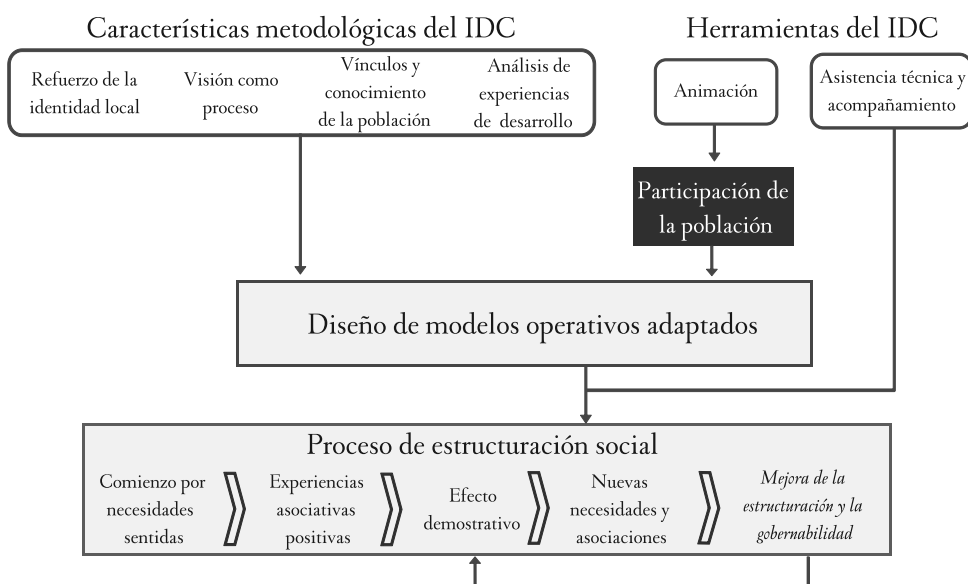 Características metodológicas del IDC
Refuerzo de la
identidad local
Visión como
proceso
Vínculos y
conocimiento
de la población
Análisis de
experiencias
de desarrollo
Herramientas del IDC
Animación
Asistencia técnica y
acompañamiento
Participación de
la población
Diseño de modelos operativos adaptados
Proceso de estructuración social
Comienzo por
necesidades
sentidas
Experiencias
asociativas
positivas
Efecto
demostrativo
Nuevas
necesidades y
asociaciones
Mejora de la
estructuración y la
gobernabilidad